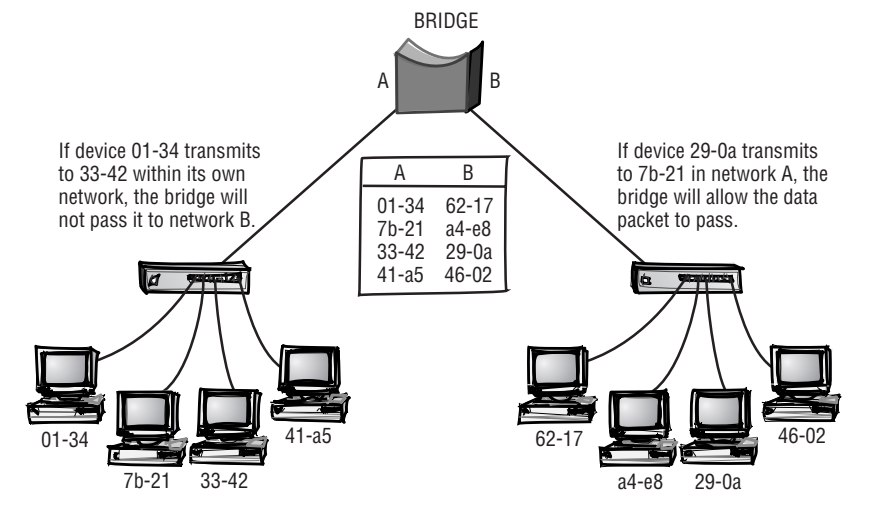 BRIDGE
A
B
If device 01-34 transmits
to 33-42 within its own
network, the bridge will
not pass it to network B.
If device 29-0a transmits
to 7b-21 in network A, the
bridge will allow the data
packet to pass.
A B
01-34 62-17
7b-21 a4-e8
33-42 29-0a
41-a5 46-02
01-34
7b-21
33-42
41-a5
62-17
a4-e8
29-0a
46-02